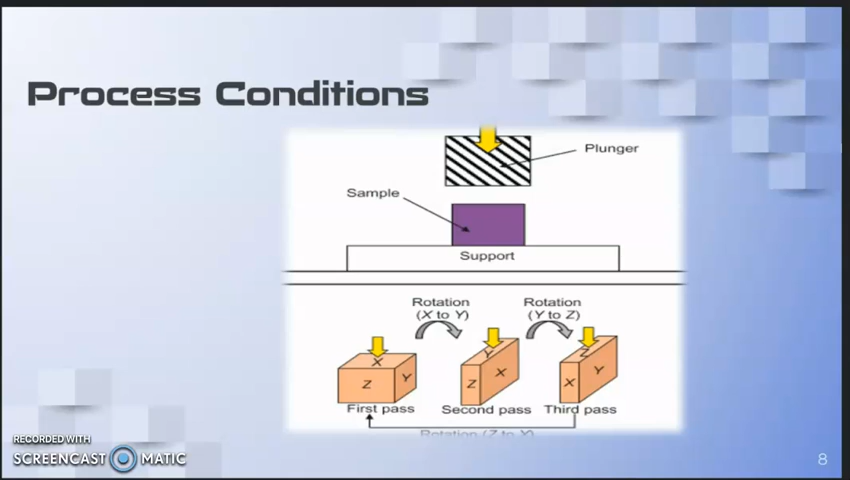 Process Conditions
Plunger
Sample
Support
Rotation
(X to Y)
Rotation
(Y to Z)
X
Z
Y
Y
Z
X
Z
X
Y
First pass
Second pass
Third pass
Rotation (Z to Y)
RECORDED WITH
SCREENCAST MATIC
8